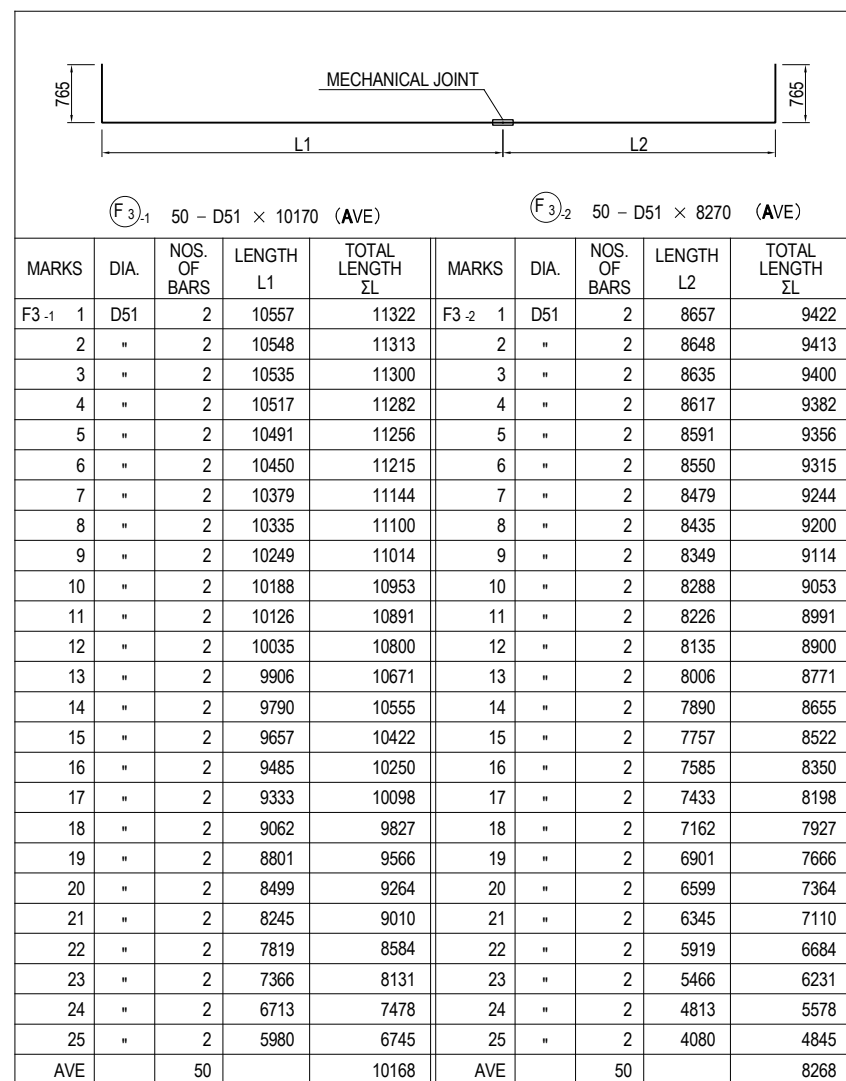 765
MECHANICAL JOINT
765
L1
L2
F 3 -1 50 – D51 × 10170 (AVE)
F 3 -2 50 – D51 × 8270 (AVE)
MARKS DIA. NOS. OF BARS LENGTH L1 TOTAL LENGTH ΣL MARKS DIA. NOS. OF BARS LENGTH L2 TOTAL LENGTH ΣL
F3 -1 1 D51 2 10557 11322 F3 -2 1 D51 2 8657 9422
2 " 2 10548 11313 2 " 2 8648 9413
3 " 2 10535 11300 3 " 2 8635 9400
4 " 2 10517 11282 4 " 2 8617 9382
5 " 2 10491 11256 5 " 2 8591 9356
6 " 2 10450 11215 6 " 2 8550 9315
7 " 2 10379 11144 7 " 2 8479 9244
8 " 2 10335 11100 8 " 2 8435 9200
9 " 2 10249 11014 9 " 2 8349 9114
10 " 2 10188 10953 10 " 2 8288 9053
11 " 2 10126 10891 11 " 2 8226 8991
12 " 2 10035 10800 12 " 2 8135 8900
13 " 2 9906 10671 13 " 2 8006 8771
14 " 2 9790 10555 14 " 2 7890 8655
15 " 2 9657 10422 15 " 2 7757 8522
16 " 2 9485 10250 16 " 2 7585 8350
17 " 2 9333 10098 17 " 2 7433 8198
18 " 2 9062 9827 18 " 2 7162 7927
19 " 2 8801 9566 19 " 2 6901 7666
20 " 2 8499 9264 20 " 2 6599 7364
21 " 2 8245 9010 21 " 2 6345 7110
22 " 2 7819 8584 22 " 2 5919 6684
23 " 2 7366 8131 23 " 2 5466 6231
24 " 2 6713 7478 24 " 2 4813 5578
25 " 2 5980 6745 25 " 2 4080 4845
AVE 50 10168 AVE 50 8268